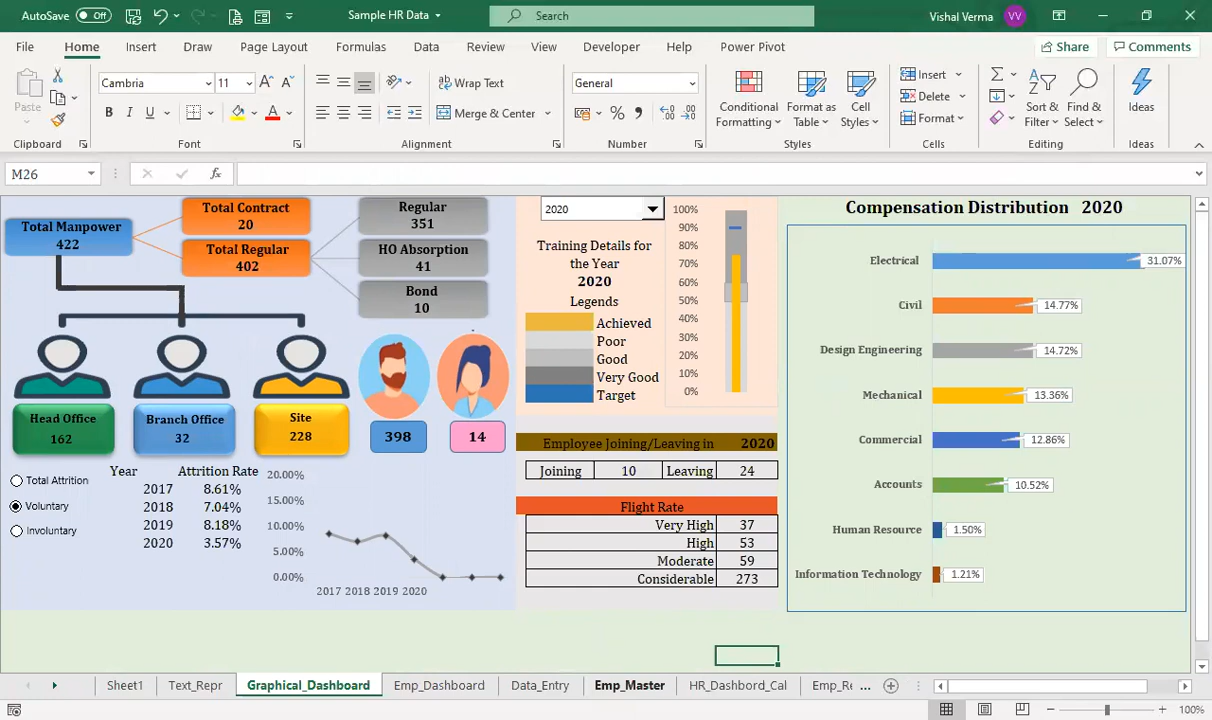 AutoSave Off
Sample HR Data
Search
Vishal Verma VV
File Home Insert Draw Page Layout Formulas Data Review View Developer Help Power Pivot
Share Comments
Paste
Cambria 11
B I U
Wrap Text
Merge & Center
General
Conditional Formatting
Format as Table
Cell Styles
Insert
Delete
Format
Sort & Filter
Find & Select
Ideas
Clipboard Font Alignment Number Styles Cells Editing Ideas
M26
fx
Total Manpower
422
Total Contract
20
Total Regular
402
Regular
351
HO Absorption
41
Bond
10
Head Office
162
Branch Office
32
Site
228
398
14
Total Attrition
Voluntary
Involuntary
Year Attrition Rate
2017 8.61%
2018 7.04%
2019 8.18%
2020 3.57%
20.00%
15.00%
10.00%
5.00%
0.00%
2017 2018 2019 2020
2020
Training Details for
the Year
2020
Legends
Achieved
Poor
Good
Very Good
Target
100%
90%
80%
70%
60%
50%
40%
30%
20%
10%
0%
Employee Joining/Leaving in 2020
Joining 10 Leaving 24
Flight Rate
Very High 37
High 53
Moderate 59
Considerable 273
Compensation Distribution 2020
Electrical 31.07%
Civil 14.77%
Design Engineering 14.72%
Mechanical 13.36%
Commercial 12.86%
Accounts 10.52%
Human Resource 1.50%
Information Technology 1.21%
Sheet1 Text_Repr Graphical_Dashboard Emp_Dashboard Data_Entry Emp_Master HR_Dashbord_Cal Emp_Re ...
100%